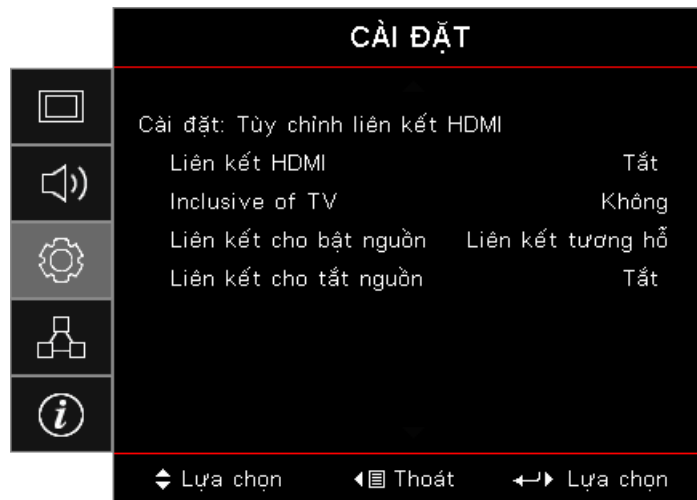 CÀI ĐẶT
Cài đặt: Tùy chỉnh liên kết HDMI
Liên kết HDMI Tắt
Inclusive of TV Không
Liên kết cho bật nguồn Liên kết tương hỗ
Liên kết cho tắt nguồn Tắt
Lựa chọn Thoát Lựa chọn